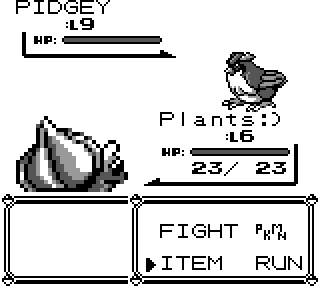 PIDGEY
:L9
HP:
Plants:)
:L6
HP:
23/ 23
FIGHT PKMN
ITEM RUN